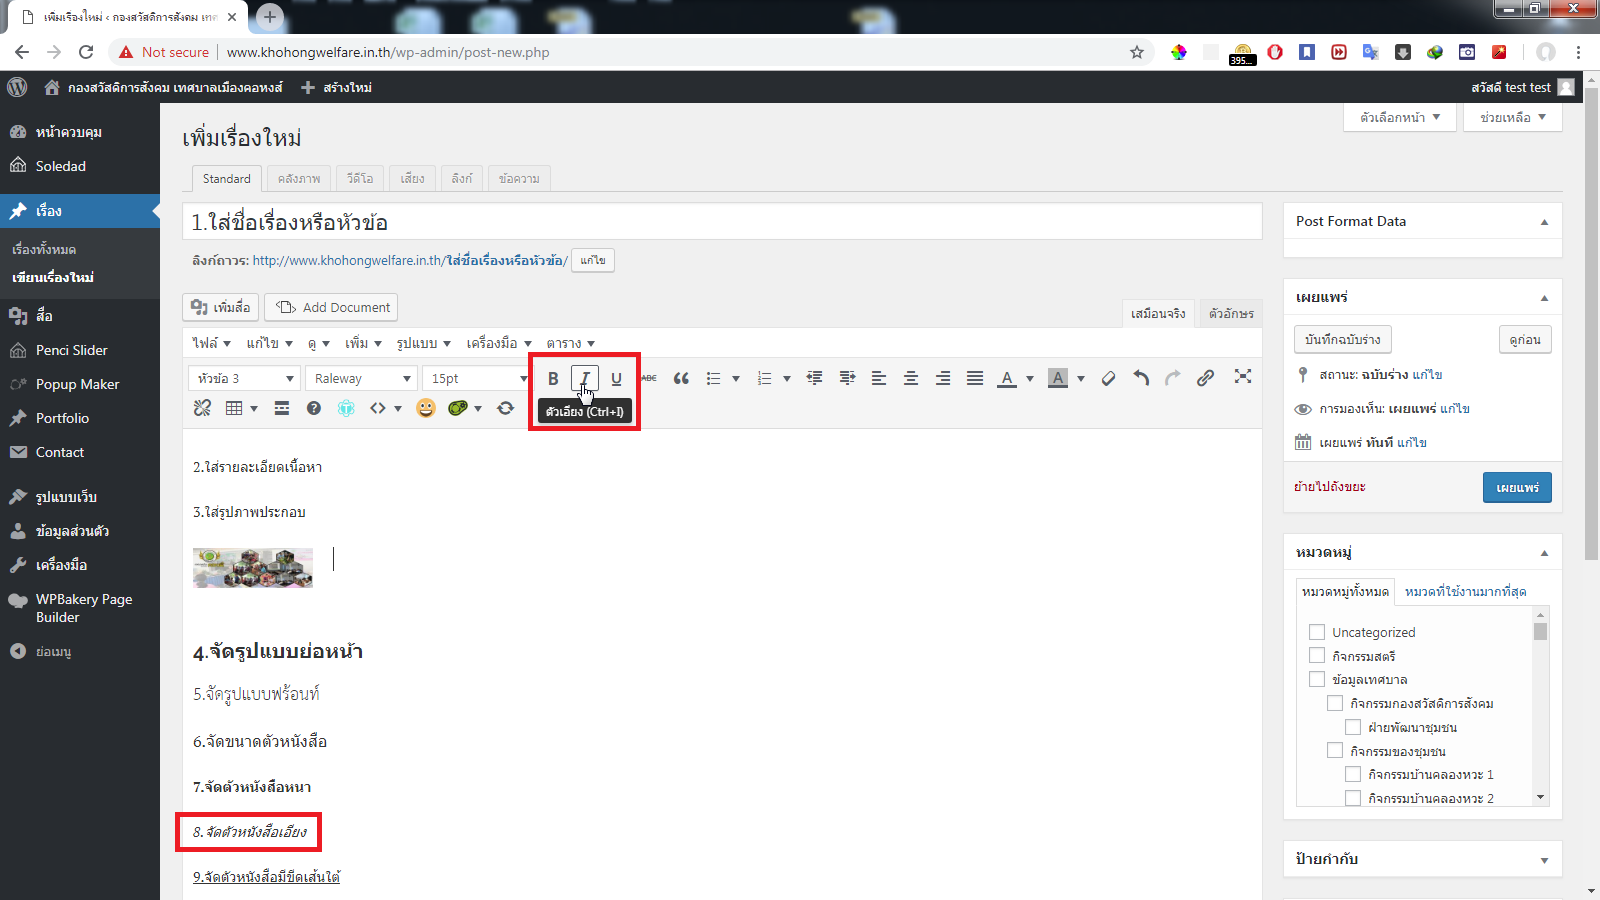 เพิ่มเรื่องใหม่ ‹ กองสวัสดิการสังคม เทศ
Not secure | www.khohongwelfare.in.th/wp-admin/post-new.php
395...
กองสวัสดิการสังคม เทศบาลเมืองคอหงส์ + สร้างใหม่
สวัสดี test test
หน้าควบคุม
Soledad
เรื่อง
เรื่องทั้งหมด
เขียนเรื่องใหม่
สื่อ
Penci Slider
Popup Maker
Portfolio
Contact
รูปแบบเว็บ
ข้อมูลส่วนตัว
เครื่องมือ
WPBakery Page
Builder
ย่อเมนู
ตัวเลือกหน้า
ช่วยเหลือ
เพิ่มเรื่องใหม่
Standard คลังภาพ วีดีโอ เสียง ลิงก์ ข้อความ
1.ใส่ชื่อเรื่องหรือหัวข้อ
ลิงก์ถาวร: http://www.khohongwelfare.in.th/ใส่ชื่อเรื่องหรือหัวข้อ/ แก้ไข
เพิ่มสื่อ Add Document
เสมือนจริง ตัวอักษร
ไฟล์ แก้ไข ดู เพิ่ม รูปแบบ เครื่องมือ ตาราง
หัวข้อ 3 Raleway 15pt B I U ABC
ตัวเอียง (Ctrl+I)
2.ใส่รายละเอียดเนื้อหา
3.ใส่รูปภาพประกอบ
4.จัดรูปแบบย่อหน้า
5.จัดรูปแบบฟร้อนท์
6.จัดขนาดตัวหนังสือ
7.จัดตัวหนังสือหนา
8.จัดตัวหนังสือเอียง
9.จัดตัวหนังสือมีขีดเส้นใต้
Post Format Data
เผยแพร่
บันทึกฉบับร่าง ดูก่อน
สถานะ: ฉบับร่าง แก้ไข
การมองเห็น: เผยแพร่ แก้ไข
เผยแพร่ ทันที แก้ไข
ย้ายไปถังขยะ เผยแพร่
หมวดหมู่
หมวดหมู่ทั้งหมด หมวดที่ใช้งานมากที่สุด
Uncategorized
กิจกรรมสตรี
ข้อมูลเทศบาล
กิจกรรมกองสวัสดิการสังคม
ฝ่ายพัฒนาชุมชน
กิจกรรมของชุมชน
กิจกรรมบ้านคลองหวะ 1
กิจกรรมบ้านคลองหวะ 2
ป้ายกำกับ